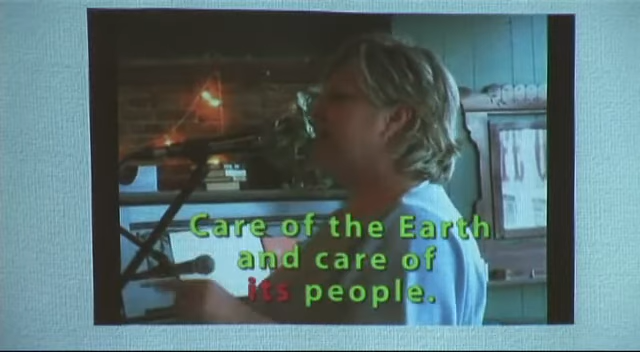 Care of the Earth
and care of
its people.